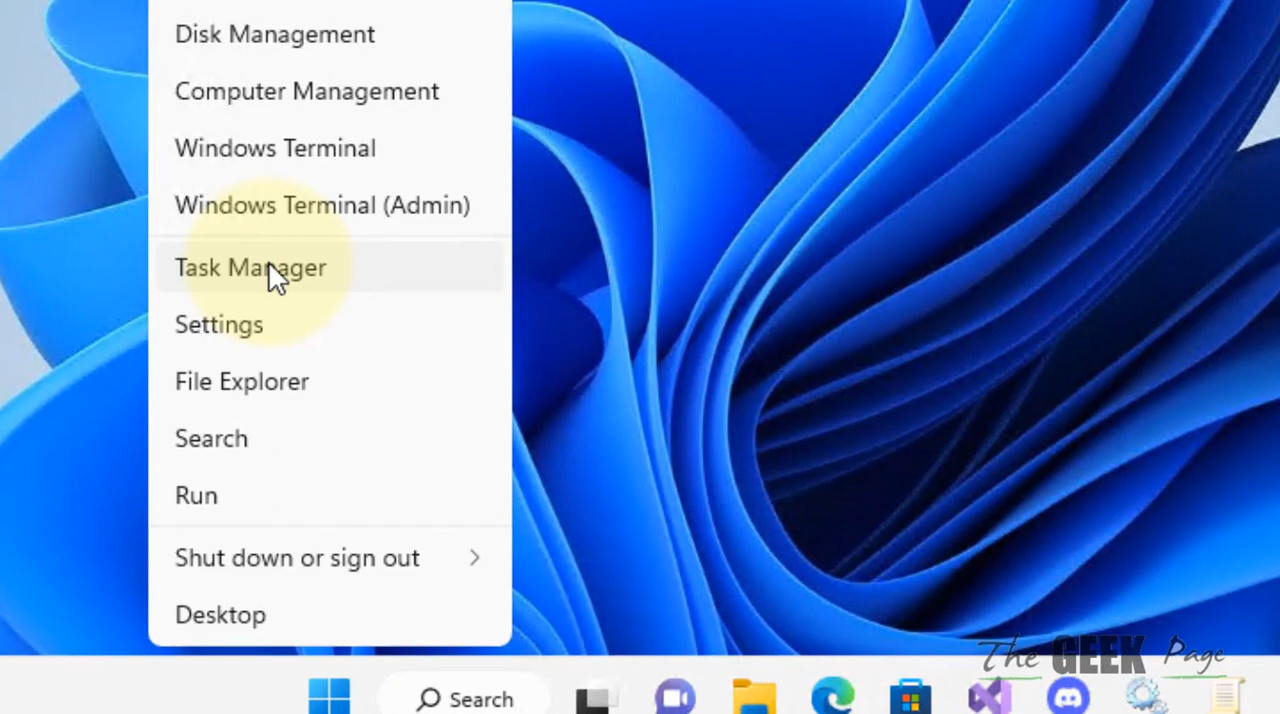 Disk Management
Computer Management
Windows Terminal
Windows Terminal (Admin)
Task Manager
Settings
File Explorer
Search
Run
Shut down or sign out
Desktop
The GEEK Page
Search